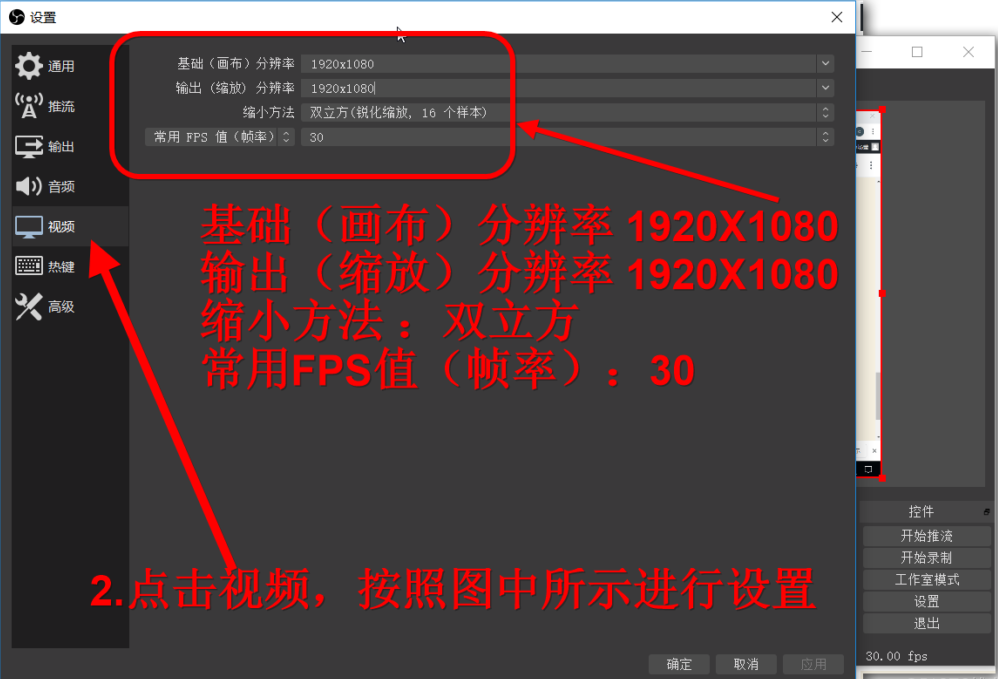 设置
通用
推流
输出
音频
视频
热键
高级
基础（画布）分辨率 1920x1080
输出（缩放）分辨率 1920x1080
缩小方法 双立方(锐化缩放, 16 个样本)
常用 FPS 值（帧率） 30
基础（画布）分辨率 1920X1080
输出（缩放）分辨率 1920X1080
缩小方法 ：双立方
常用FPS值（帧率）：30
2.点击视频，按照图中所示进行设置
确定
取消
应用
控件
开始推流
开始录制
工作室模式
设置
退出
30.00 fps